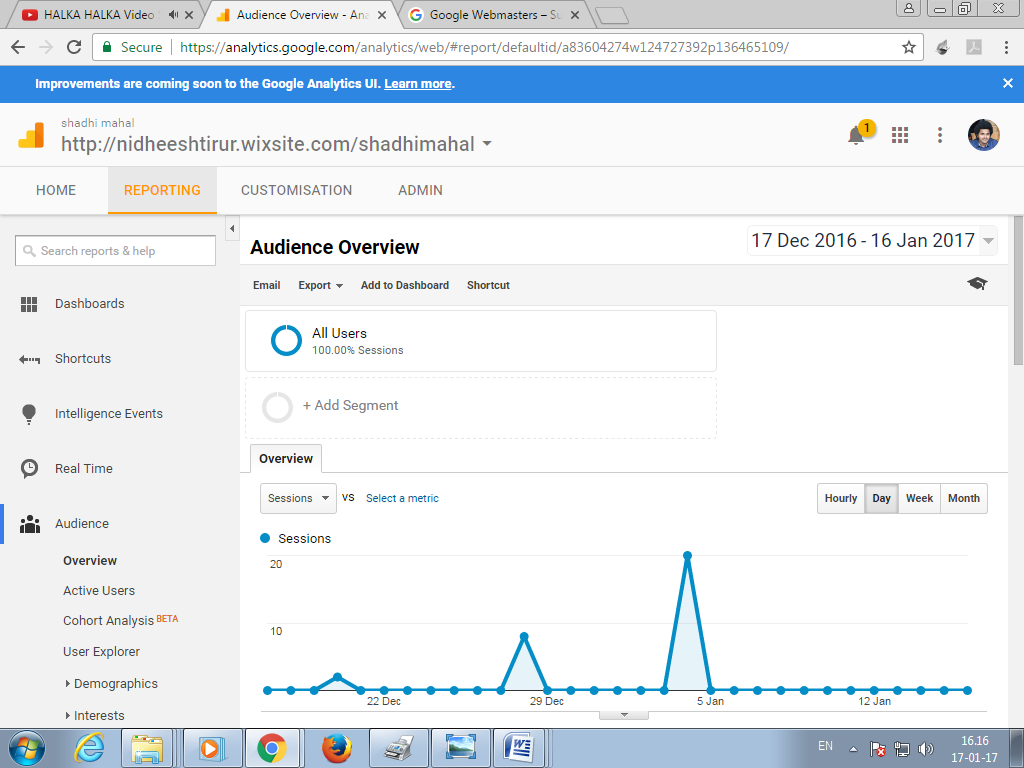 HALKA HALKA Video
Audience Overview - Ana
Google Webmasters – Su
Secure
https://analytics.google.com/analytics/web/#report/defaultid/a83604274w124727392p136465109/
Improvements are coming soon to the Google Analytics UI. Learn more.
shadhi mahal
http://nidheeshtirur.wixsite.com/shadhimahal
1
HOME REPORTING CUSTOMISATION ADMIN
Search reports & help
Dashboards
Shortcuts
Intelligence Events
Real Time
Audience
Overview
Active Users
Cohort Analysis BETA
User Explorer
Demographics
Interests
Audience Overview
17 Dec 2016 - 16 Jan 2017
Email Export Add to Dashboard Shortcut
All Users
100.00% Sessions
+ Add Segment
Overview
Sessions vs Select a metric
Hourly Day Week Month
Sessions
20
10
22 Dec 29 Dec 5 Jan 12 Jan
EN
16.16
17-01-17